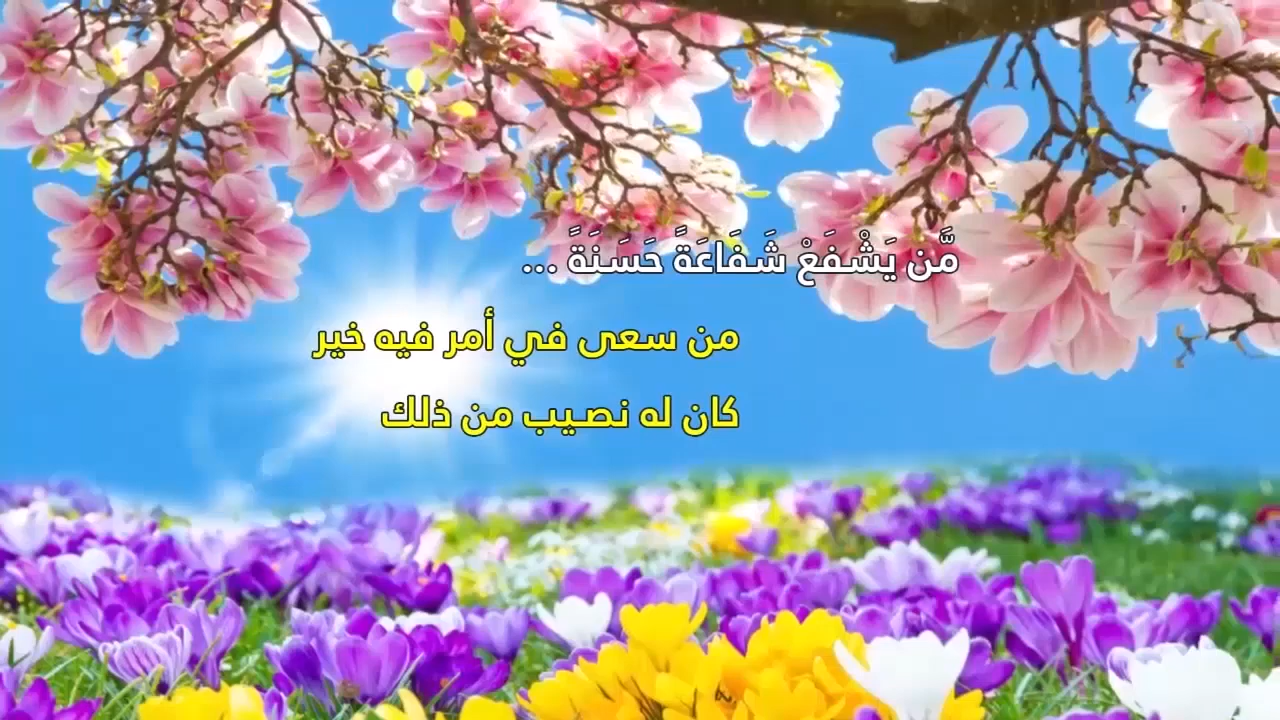 مَّن يَشْفَعْ شَفَاعَةً حَسَنَةً ...
من سعى في أمر فيه خير
كان له نصيب من ذلك